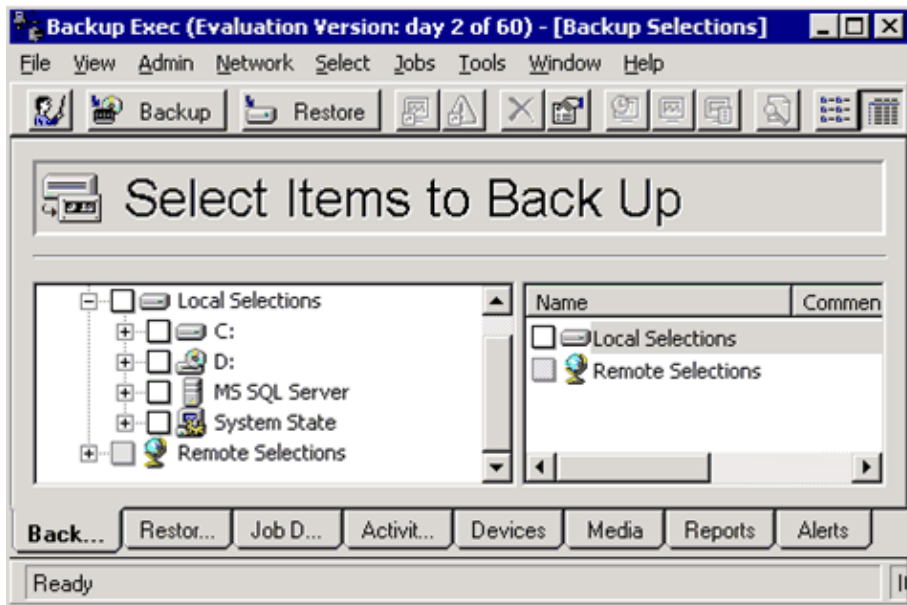 Backup Exec (Evaluation Version: day 2 of 60) - [Backup Selections]
File View Admin Network Select Jobs Tools Window Help
Backup Restore
Select Items to Back Up
Local Selections
C:
D:
MS SQL Server
System State
Remote Selections
Name Commen
Local Selections
Remote Selections
Back... Restor... Job D... Activit... Devices Media Reports Alerts
Ready